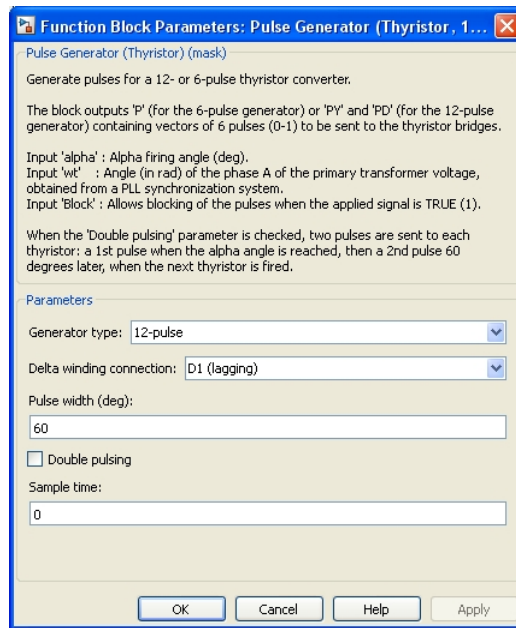 Function Block Parameters: Pulse Generator (Thyristor, 1...
Pulse Generator (Thyristor) (mask)
Generate pulses for a 12- or 6-pulse thyristor converter.
The block outputs 'P' (for the 6-pulse generator) or 'PY' and 'PD' (for the 12-pulse
generator) containing vectors of 6 pulses (0-1) to be sent to the thyristor bridges.
Input 'alpha' : Alpha firing angle (deg).
Input 'wt' : Angle (in rad) of the phase A of the primary transformer voltage,
obtained from a PLL synchronization system.
Input 'Block' : Allows blocking of the pulses when the applied signal is TRUE (1).
When the 'Double pulsing' parameter is checked, two pulses are sent to each
thyristor: a 1st pulse when the alpha angle is reached, then a 2nd pulse 60
degrees later, when the next thyristor is fired.
Parameters
Generator type: 12-pulse
Delta winding connection: D1 (lagging)
Pulse width (deg):
60
Double pulsing
Sample time:
0
OK Cancel Help Apply